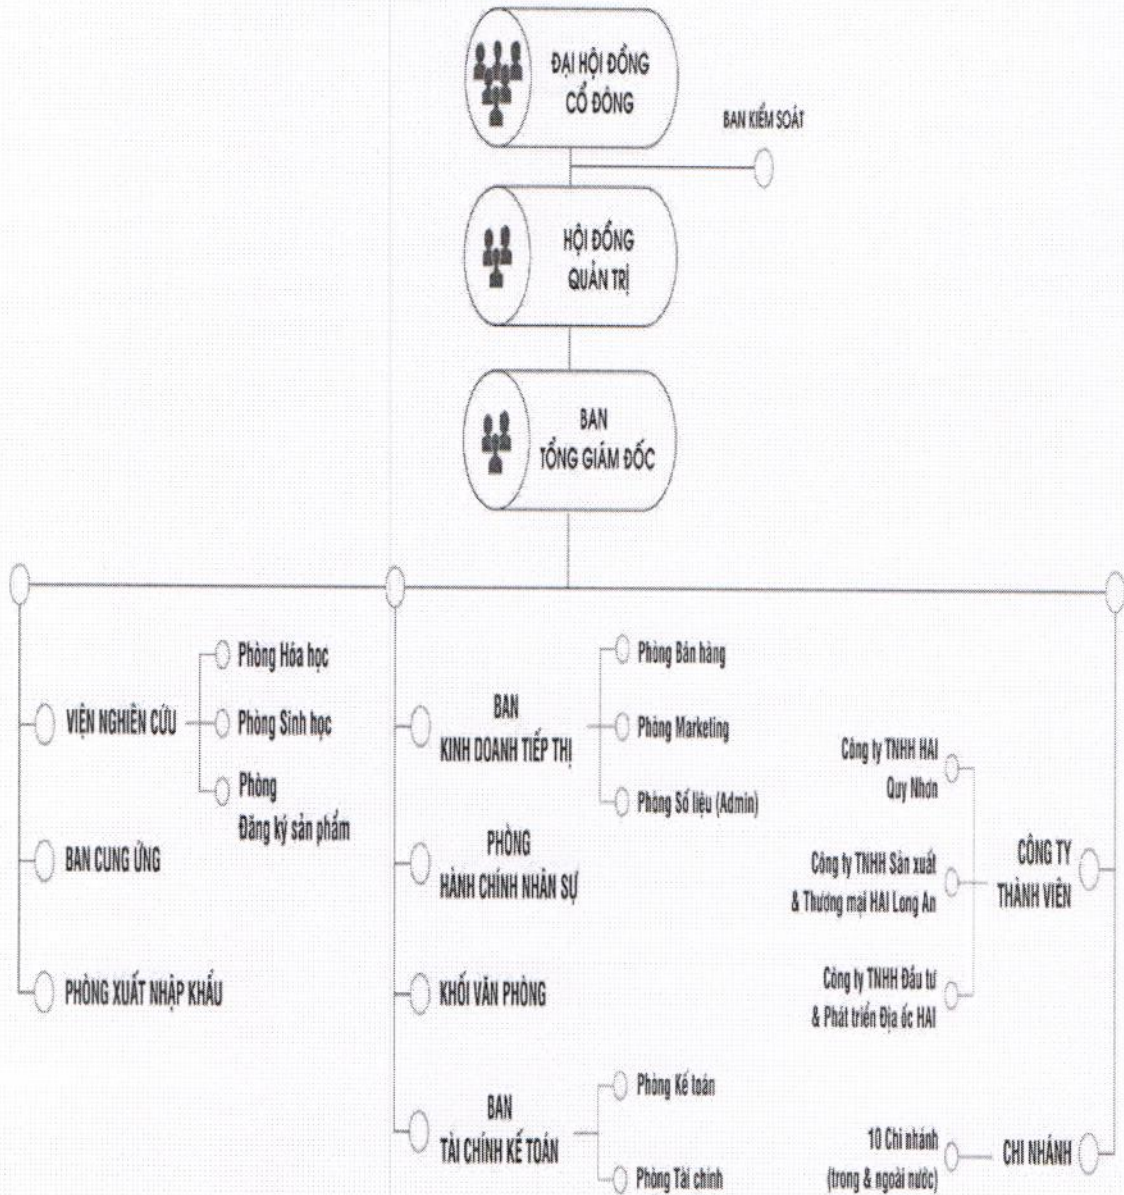 ĐẠI HỘI ĐỒNG
CỔ ĐÔNG
BAN KIỂM SOÁT
HỘI ĐỒNG
QUẢN TRỊ
BAN
TỔNG GIÁM ĐỐC
VIỆN NGHIÊN CỨU
Phòng Hóa học
Phòng Sinh học
Phòng
Đăng ký sản phẩm
BAN CUNG ỨNG
PHÒNG XUẤT NHẬP KHẨU
BAN
KINH DOANH TIẾP THỊ
Phòng Bán hàng
Phòng Marketing
Phòng Số liệu (Admin)
PHÒNG
HÀNH CHÍNH NHÂN SỰ
KHỐI VĂN PHÒNG
BAN
TÀI CHÍNH KẾ TOÁN
Phòng Kế toán
Phòng Tài chính
CÔNG TY
THÀNH VIÊN
Công ty TNHH HAI
Quy Nhơn
Công ty TNHH Sản xuất
& Thương mại HAI Long An
Công ty TNHH Đầu tư
& Phát triển Địa ốc HAI
CHI NHÁNH
10 Chi nhánh
(trong & ngoài nước)